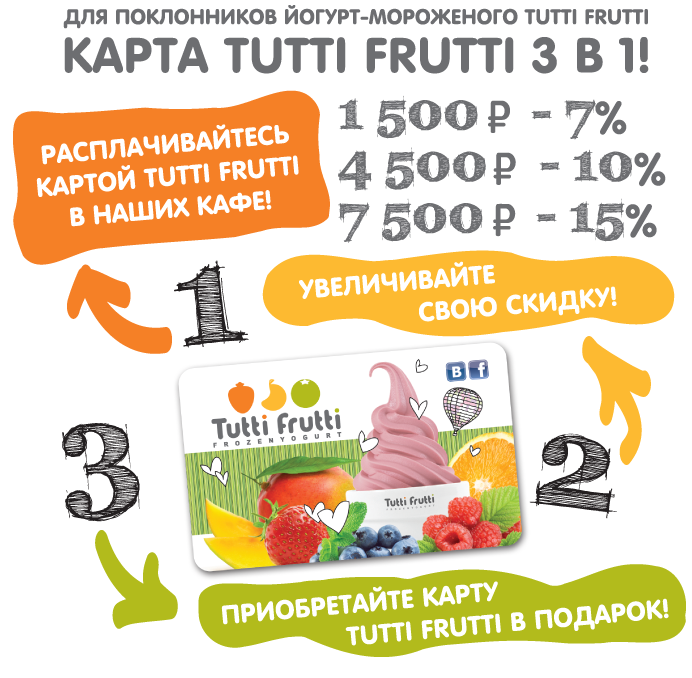 ДЛЯ ПОКЛОННИКОВ ЙОГУРТ-МОРОЖЕНОГО TUTTI FRUTTI
КАРТА TUTTI FRUTTI 3 В 1!
РАСПЛАЧИВАЙТЕСЬ
КАРТОЙ TUTTI FRUTTI
В НАШИХ КАФЕ!
1 500 ₽ - 7%
4 500 ₽ - 10%
7 500 ₽ - 15%
1
УВЕЛИЧИВАЙТЕ
СВОЮ СКИДКУ!
2
B f
Tutti frutti
FROZENYOGURT
Tutti frutti
FROZENYOGURT
3
ПРИОБРЕТАЙТЕ КАРТУ
TUTTI FRUTTI В ПОДАРОК!